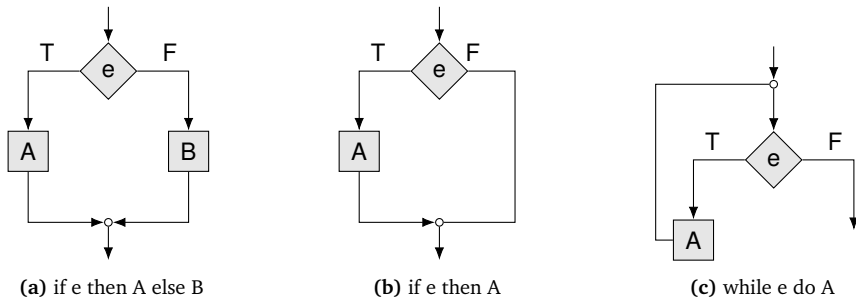 T F
e
A B
(a) if e then A else B
T F
e
A
(b) if e then A
T F
e
A
(c) while e do A